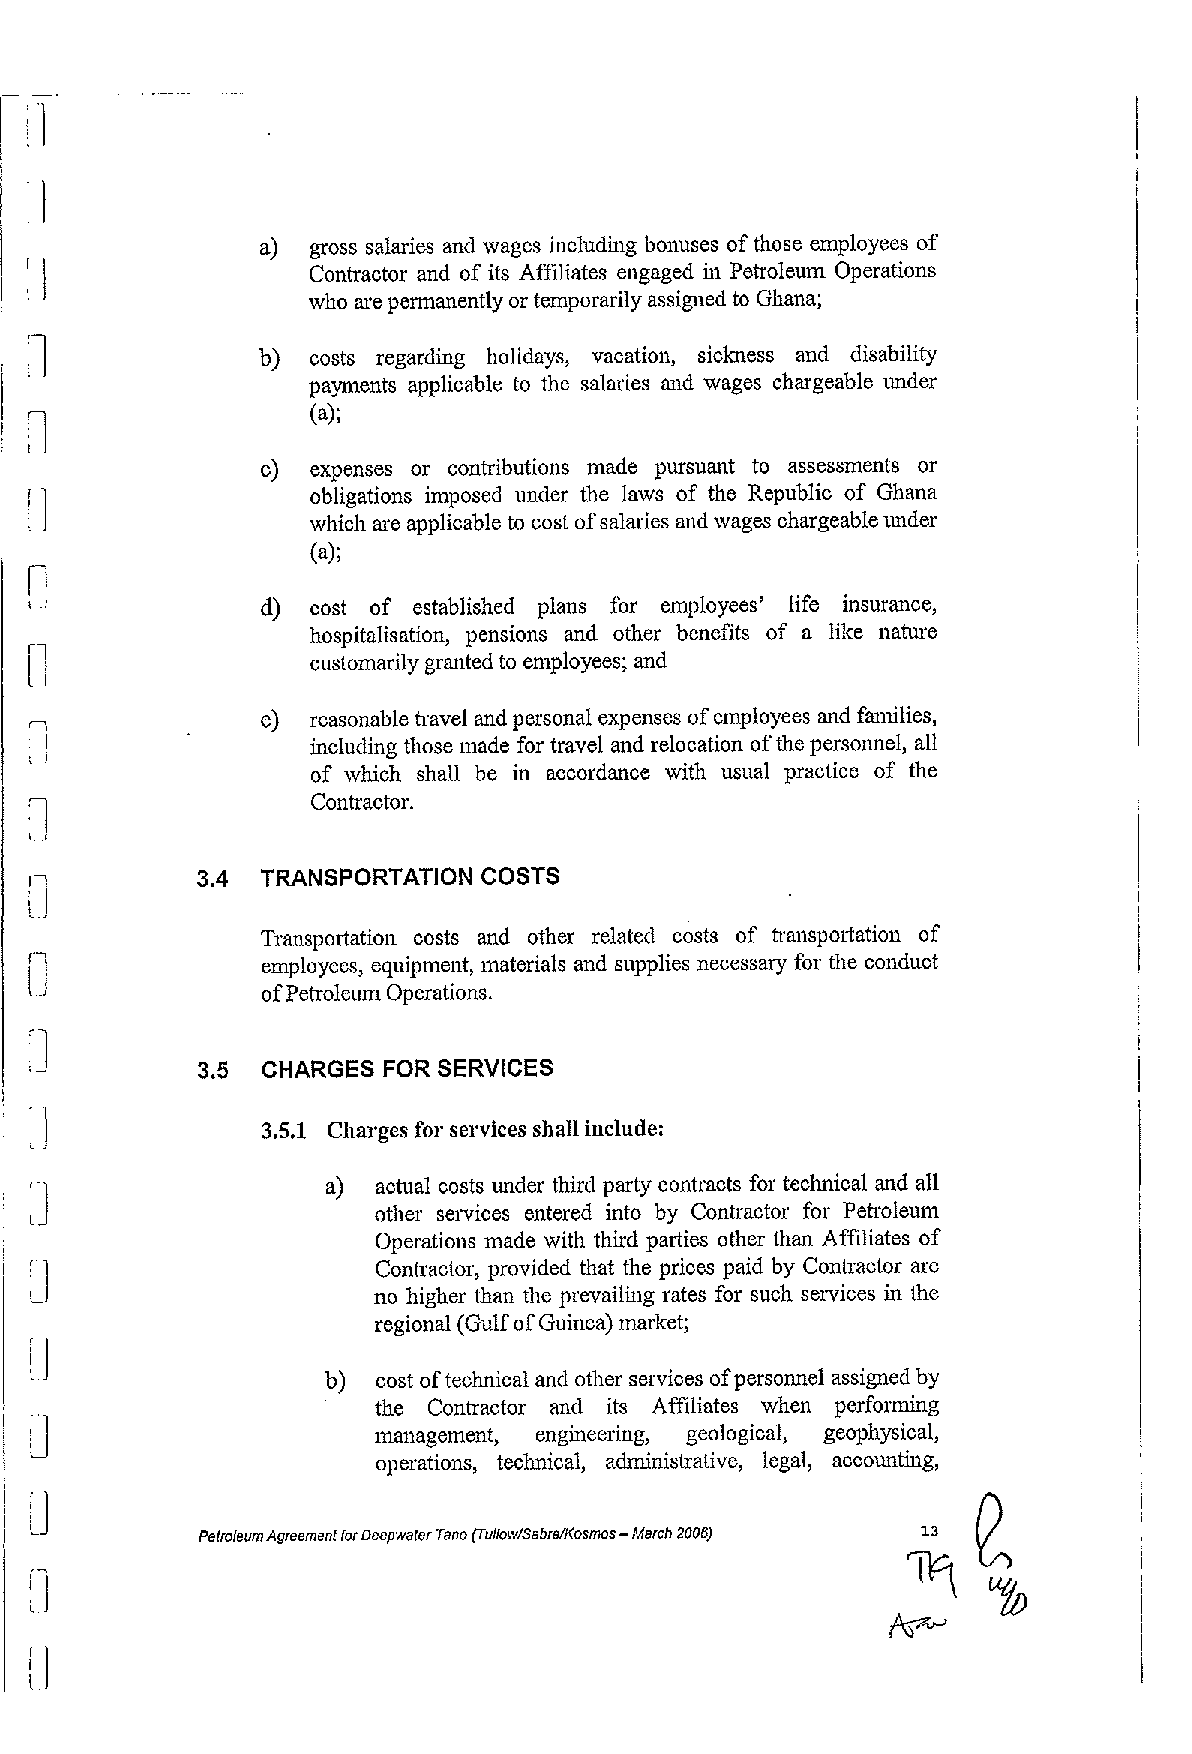 a) gross salaries and wages including bonuses of those employees of
Contractor and of its Affiliates engaged in Petroleum Operations
who are permanently or temporarily assigned to Ghana;
b) costs regarding holidays, vacation, sickness and disability
payments applicable to the salaries and wages chargeable under
(a);
c) expenses or contributions made pursuant to assessments or
obligations imposed under the laws of the Republic of Ghana
which are applicable to cost of salaries and wages chargeable under
(a);
d) cost of established plans for employees' life insurance,
hospitalisation, pensions and other benefits of a like nature
customarily granted to employees; and
e) reasonable travel and personal expenses of employees and families,
including those made for travel and relocation of the personnel, all
of which shall be in accordance with usual practice of the
Contractor.
3.4 TRANSPORTATION COSTS
Transportation costs and other related costs of transportation of
employees, equipment, materials and supplies necessary for the conduct
of Petroleum Operations.
3.5 CHARGES FOR SERVICES
3.5.1 Charges for services shall include:
a) actual costs under third party contracts for technical and all
other services entered into by Contractor for Petroleum
Operations made with third parties other than Affiliates of
Contractor, provided that the prices paid by Contractor are
no higher than the prevailing rates for such services in the
regional (Gulf of Guinea) market;
b) cost of technical and other services of personnel assigned by
the Contractor and its Affiliates when performing
management, engineering, geological, geophysical,
operations, technical, administrative, legal, accounting,
Petroleum Agreement for Deepwater Tano (Tullow/Sabre/Kosmos – March 2006) 13